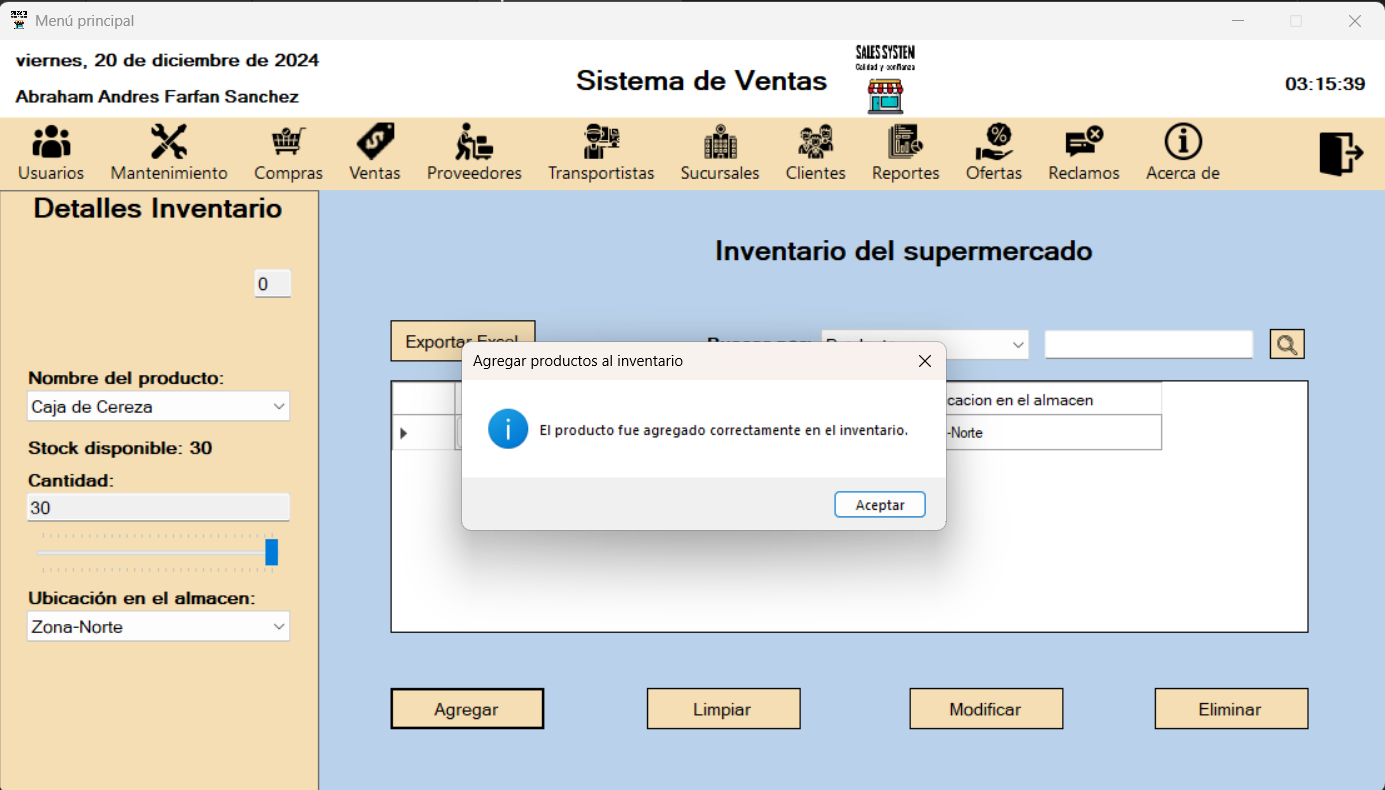 Menú principal
viernes, 20 de diciembre de 2024
Abraham Andres Farfan Sanchez
Sistema de Ventas
SALES SYSTEN
Calidad y confianza
03:15:39
Usuarios
Mantenimiento
Compras
Ventas
Proveedores
Transportistas
Sucursales
Clientes
Reportes
Ofertas
Reclamos
Acerca de
Detalles Inventario
0
Nombre del producto:
Caja de Cereza
Stock disponible: 30
Cantidad:
30
Ubicación en el almacen:
Zona-Norte
Inventario del supermercado
Exportar Excel
Agregar productos al inventario
El producto fue agregado correctamente en el inventario.
Aceptar
cacion en el almacen
-Norte
Agregar
Limpiar
Modificar
Eliminar